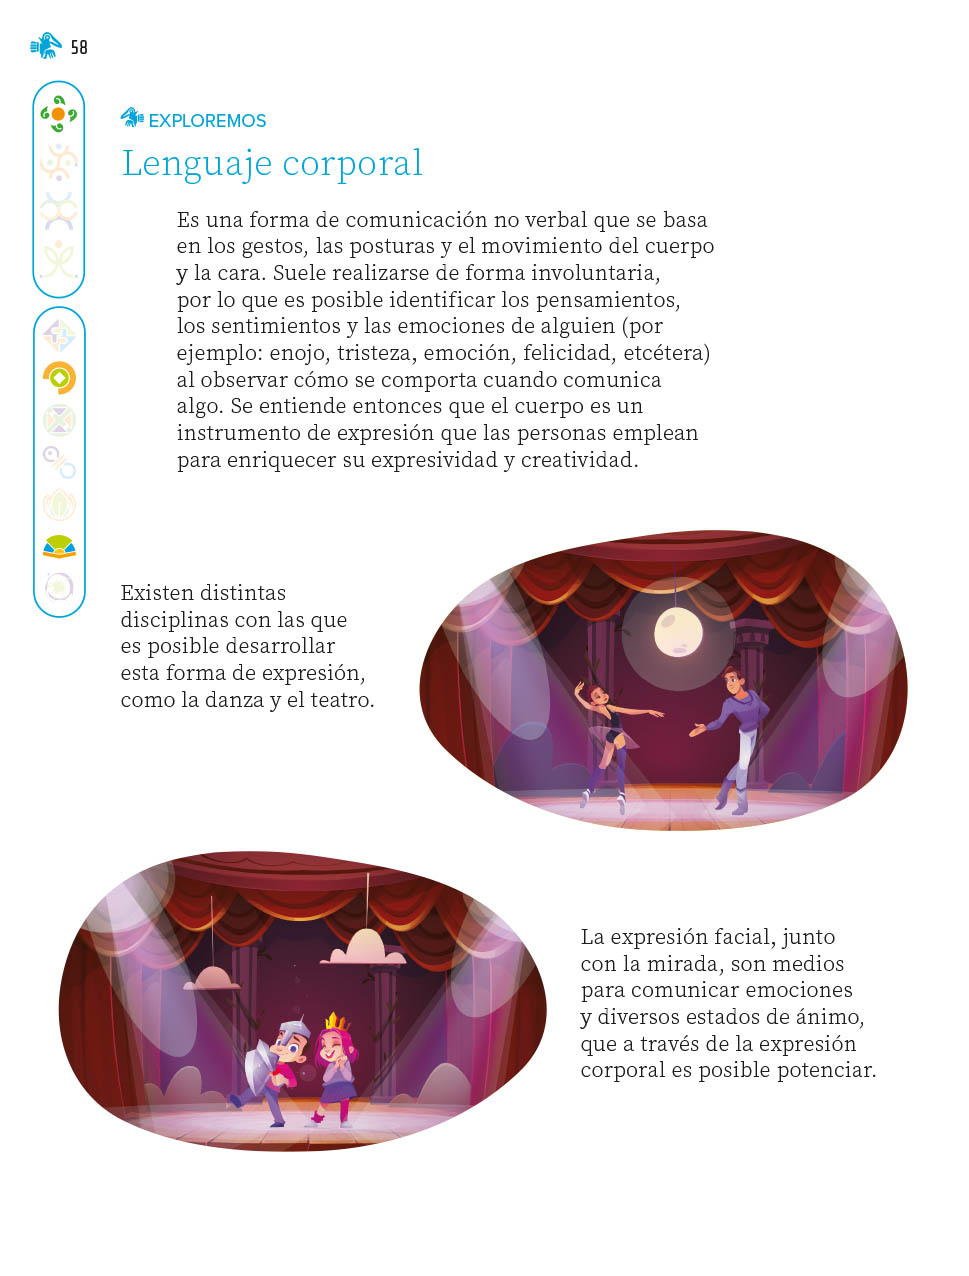 58
EXPLOREMOS
Lenguaje corporal
Es una forma de comunicación no verbal que se basa
en los gestos, las posturas y el movimiento del cuerpo
y la cara. Suele realizarse de forma involuntaria,
por lo que es posible identificar los pensamientos,
los sentimientos y las emociones de alguien (por
ejemplo: enojo, tristeza, emoción, felicidad, etcétera)
al observar cómo se comporta cuando comunica
algo. Se entiende entonces que el cuerpo es un
instrumento de expresión que las personas emplean
para enriquecer su expresividad y creatividad.
Existen distintas
disciplinas con las que
es posible desarrollar
esta forma de expresión,
como la danza y el teatro.
La expresión facial, junto
con la mirada, son medios
para comunicar emociones
y diversos estados de ánimo,
que a través de la expresión
corporal es posible potenciar.